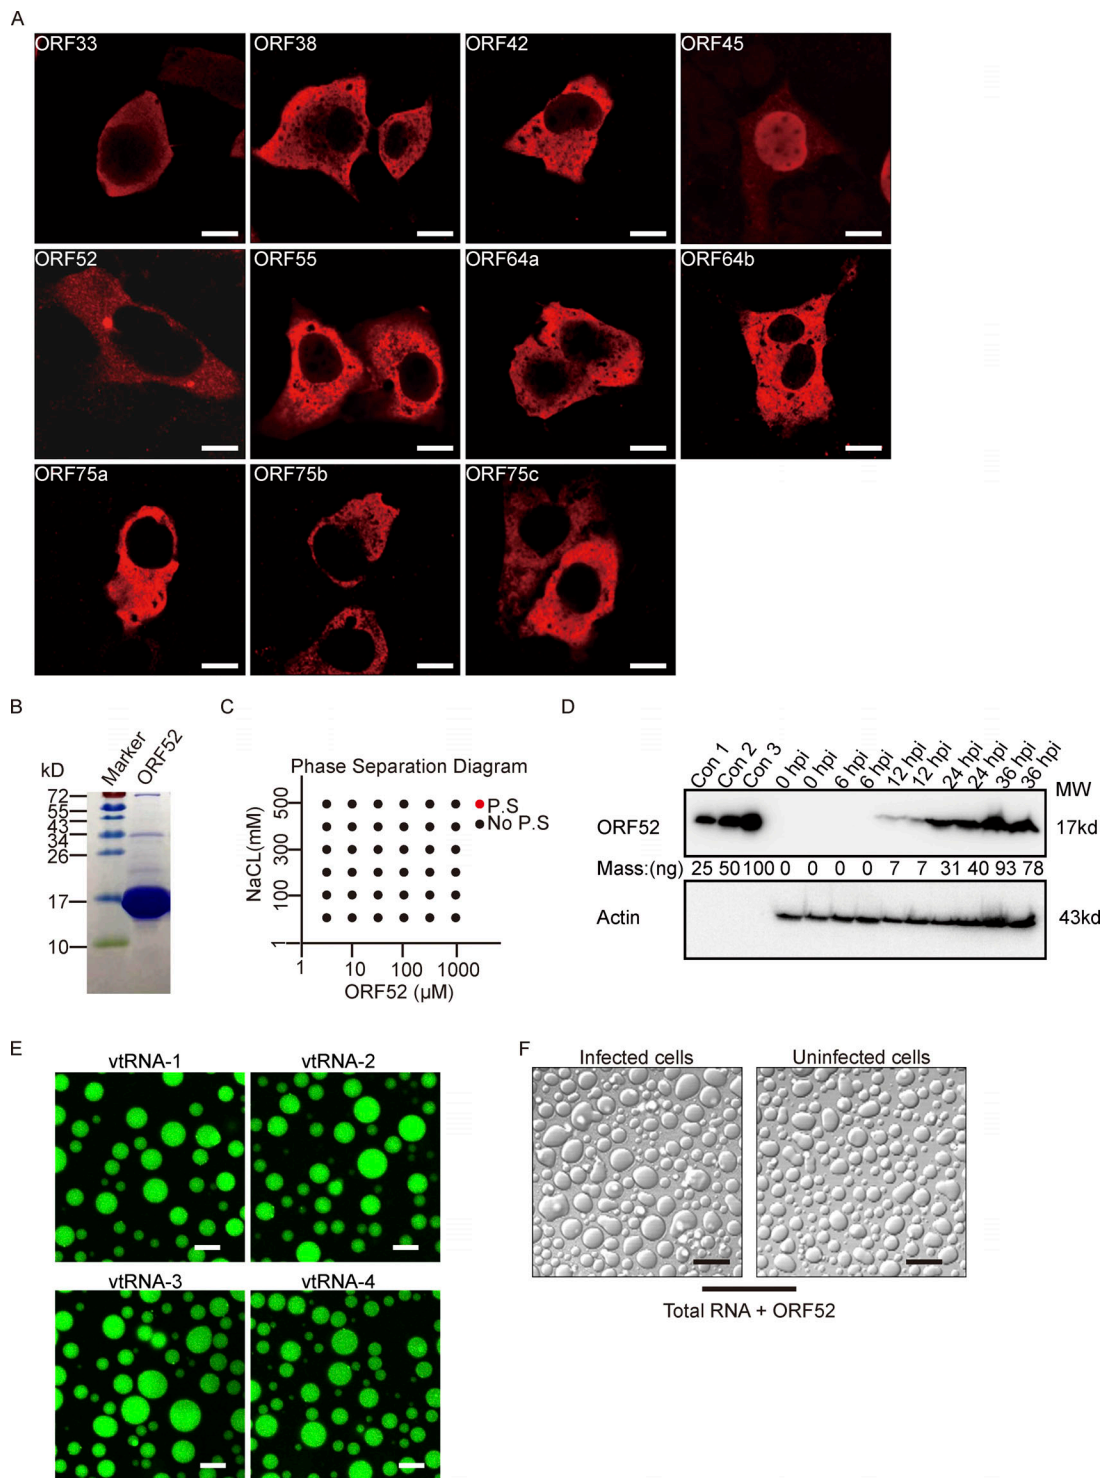 A
ORF33 ORF38 ORF42 ORF45
ORF52 ORF55 ORF64a ORF64b
ORF75a ORF75b ORF75c
B
kD Marker ORF52
72
55
43
34
26
17
10
C
Phase Separation Diagram
P.S
No P.S
NaCL(mM)
500
300
100
1
1 10 100 1000
ORF52 (µM)
D
Con 1 Con 2 Con 3 0 hpi 0 hpi 6 hpi 6 hpi 12 hpi 12 hpi 24 hpi 24 hpi 36 hpi 36 hpi
MW
ORF52 17kd
Mass:(ng) 25 50 100 0 0 0 0 7 7 31 40 93 78
Actin 43kd
E
vtRNA-1 vtRNA-2
vtRNA-3 vtRNA-4
F
Infected cells Uninfected cells
Total RNA + ORF52